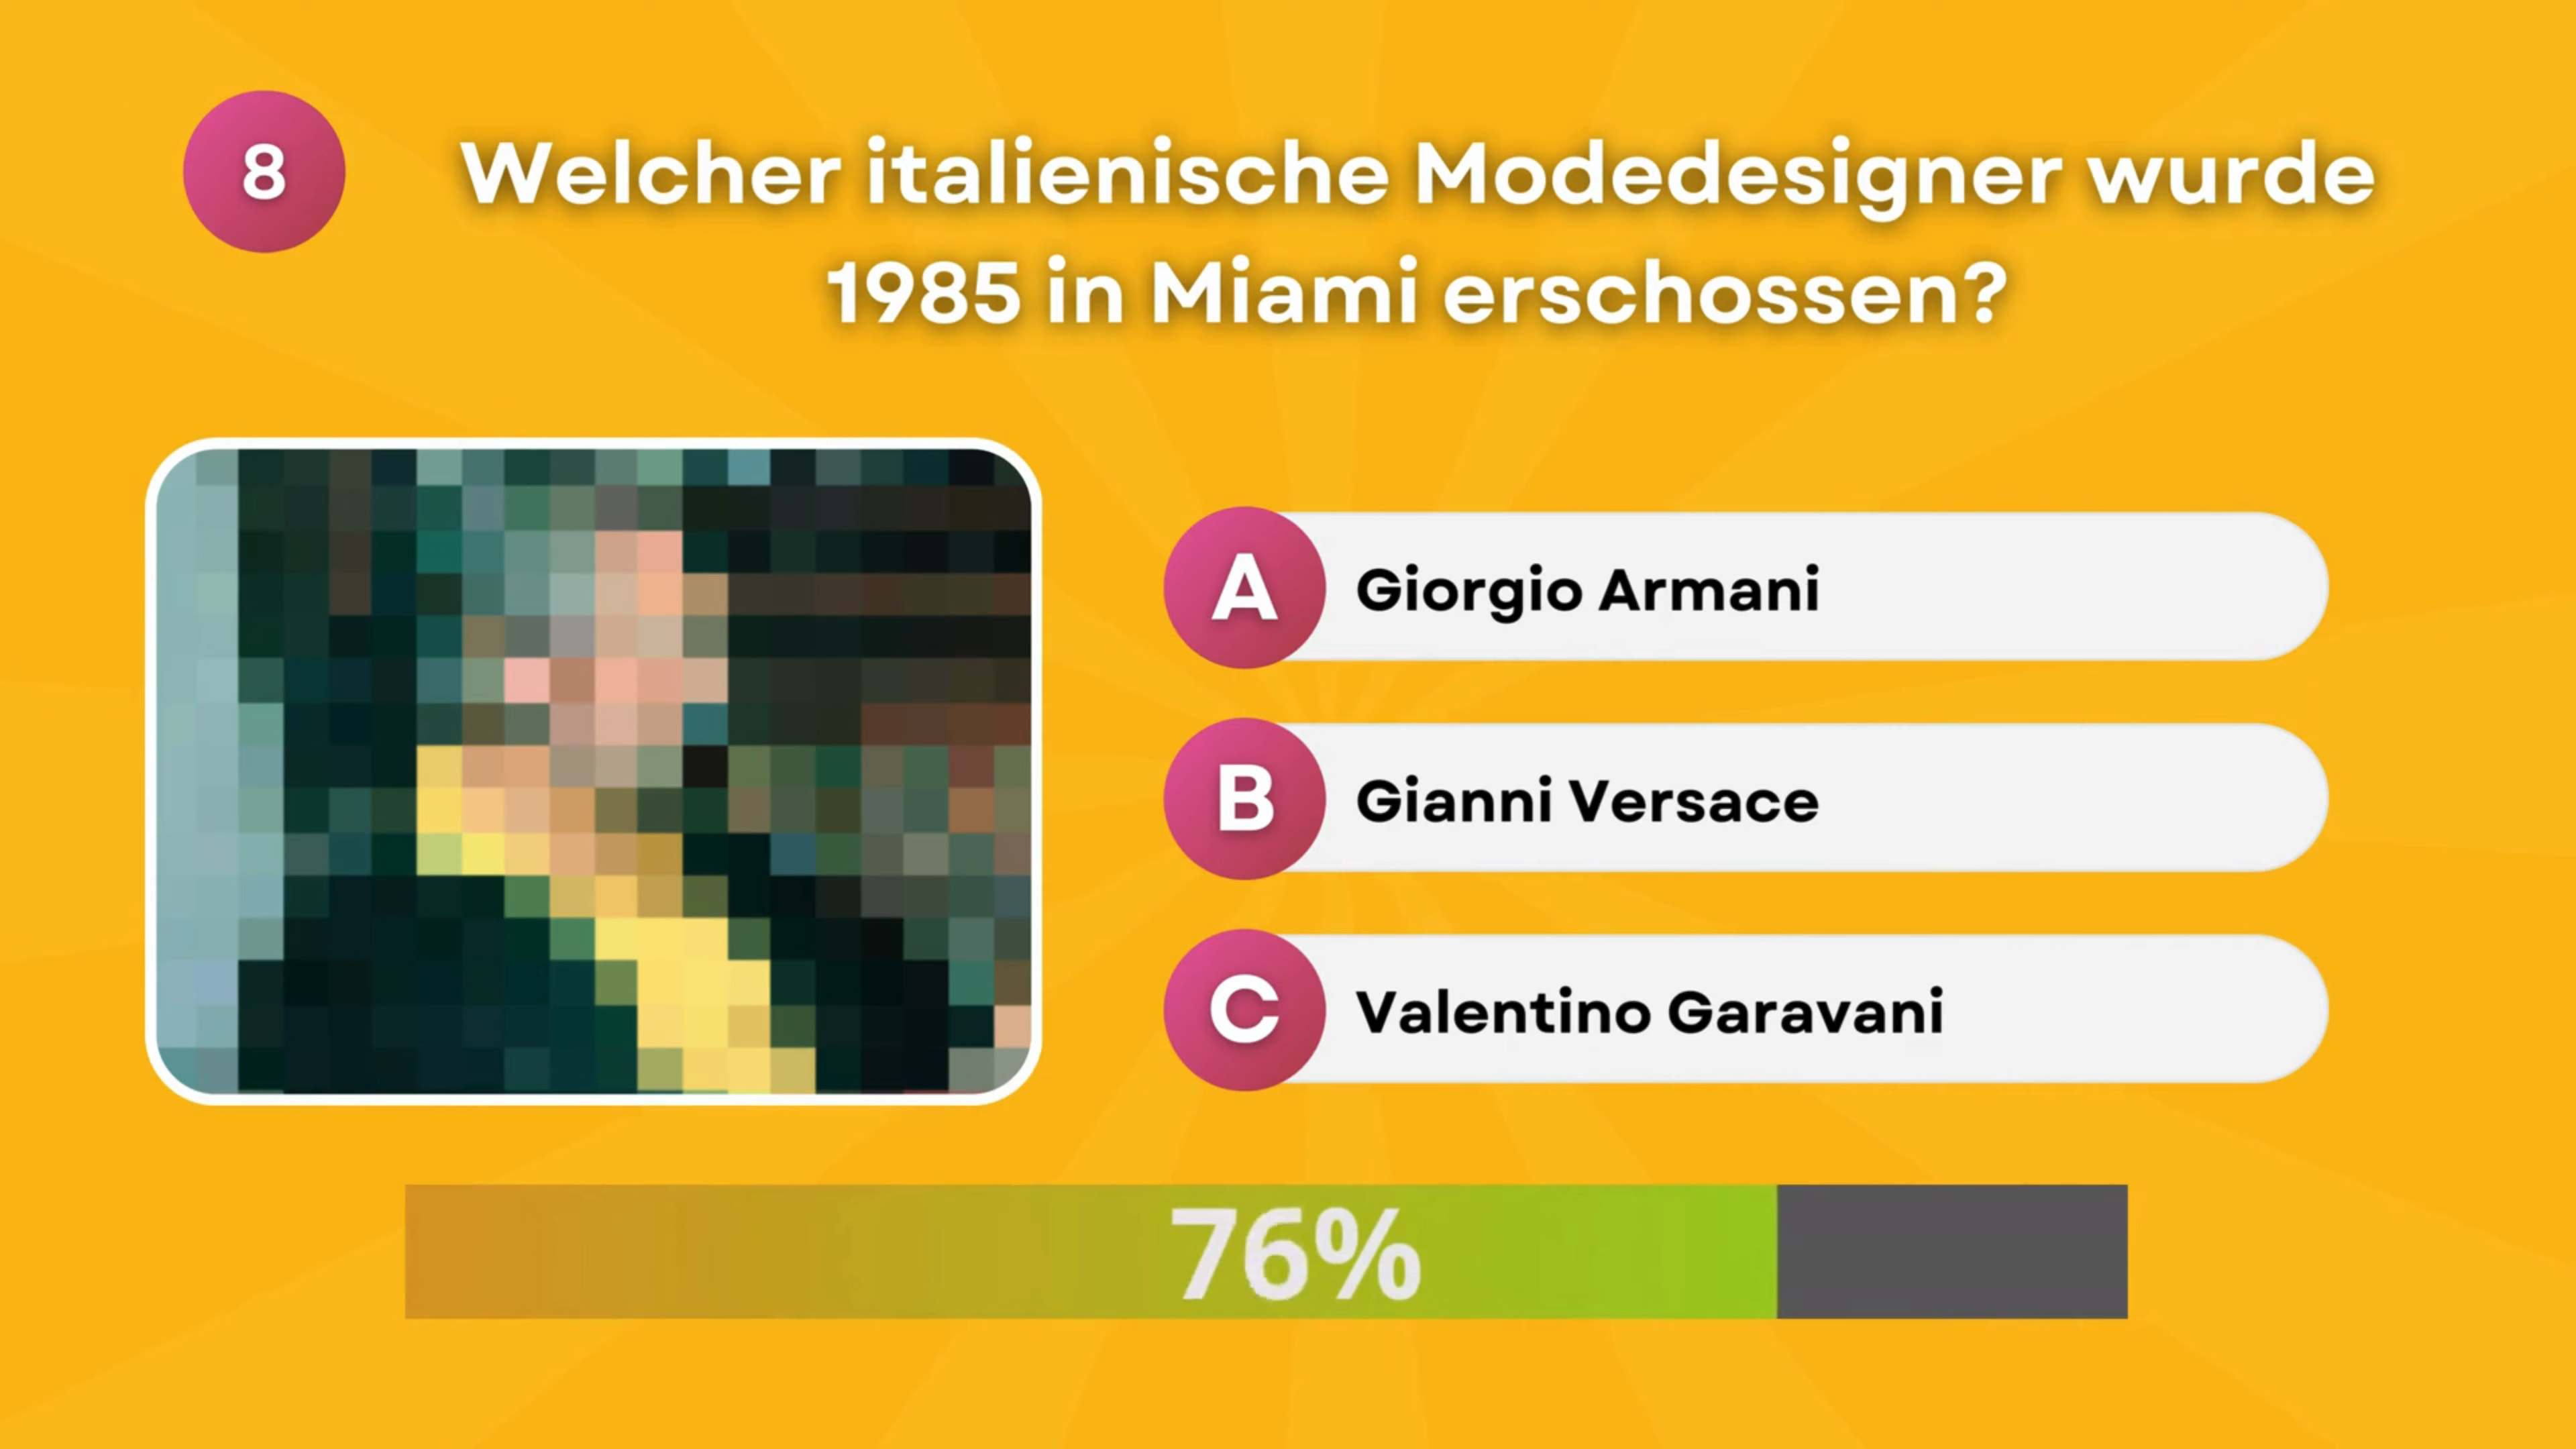 8
Welcher italienische Modedesigner wurde
1985 in Miami erschossen?
A Giorgio Armani
B Gianni Versace
C Valentino Garavani
76%